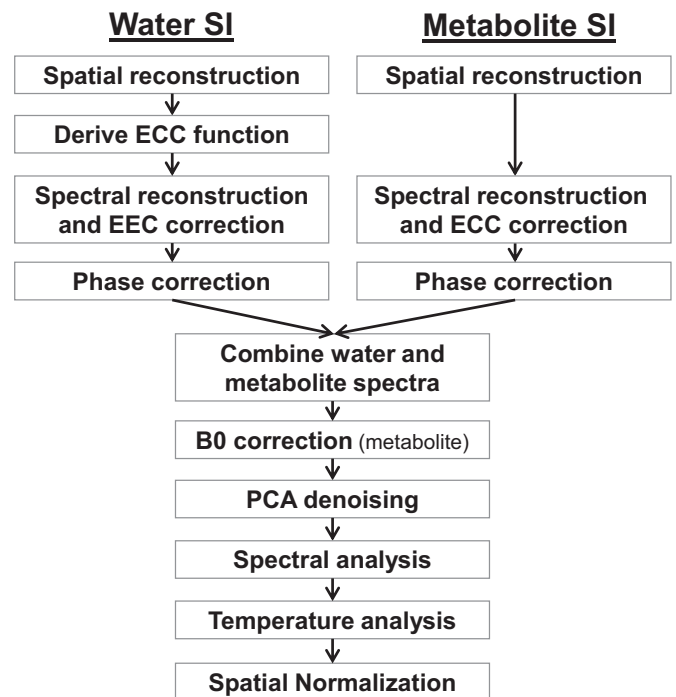 Water SI
Metabolite SI
Spatial reconstruction
Spatial reconstruction
Derive ECC function
Spectral reconstruction
and EEC correction
Spectral reconstruction
and ECC correction
Phase correction
Phase correction
Combine water and
metabolite spectra
B0 correction (metabolite)
PCA denoising
Spectral analysis
Temperature analysis
Spatial Normalization